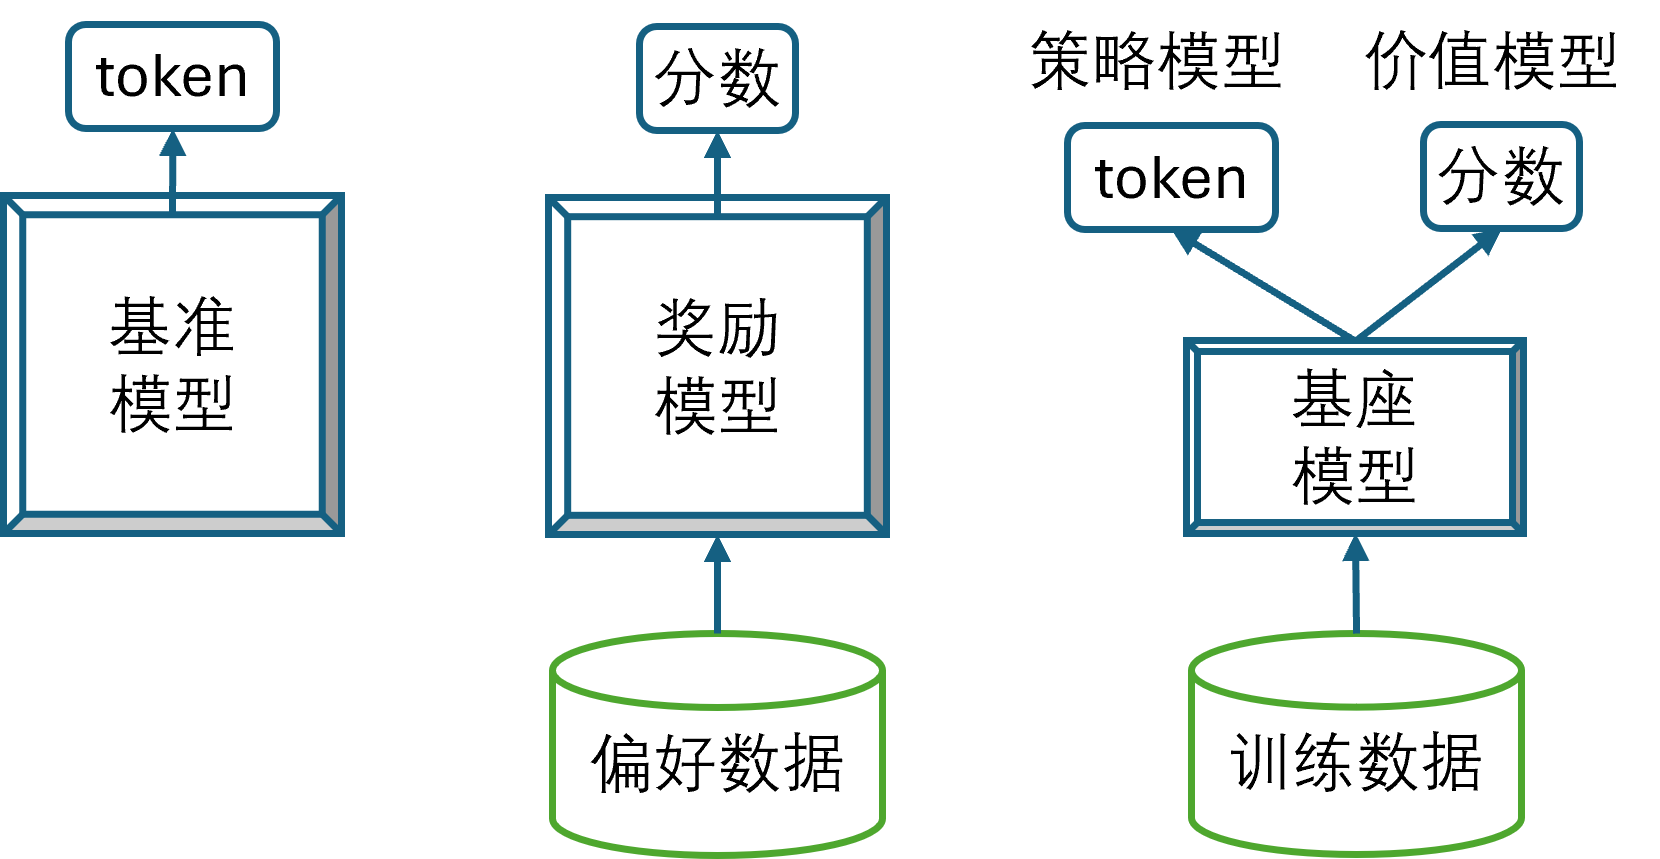 token
基准
模型
分数
奖励
模型
偏好数据
策略模型
价值模型
token
分数
基座
模型
训练数据